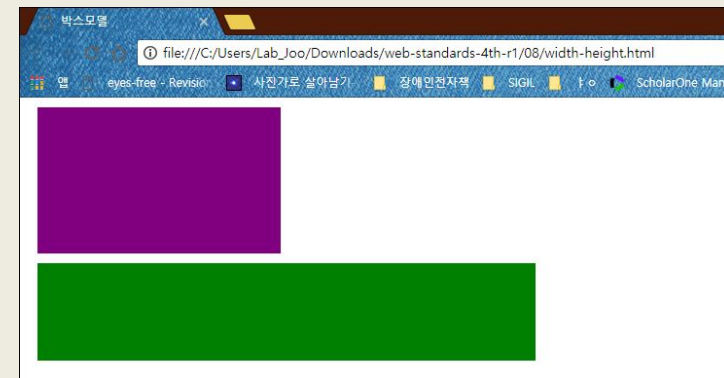 박스모델
file:///C:/Users/Lab_Joo/Downloads/web-standards-4th-r1/08/width-height.html
앱 eyes-free - Revisio 사진가로 살아남기 장애인전자책 SIGIL ScholarOne Man